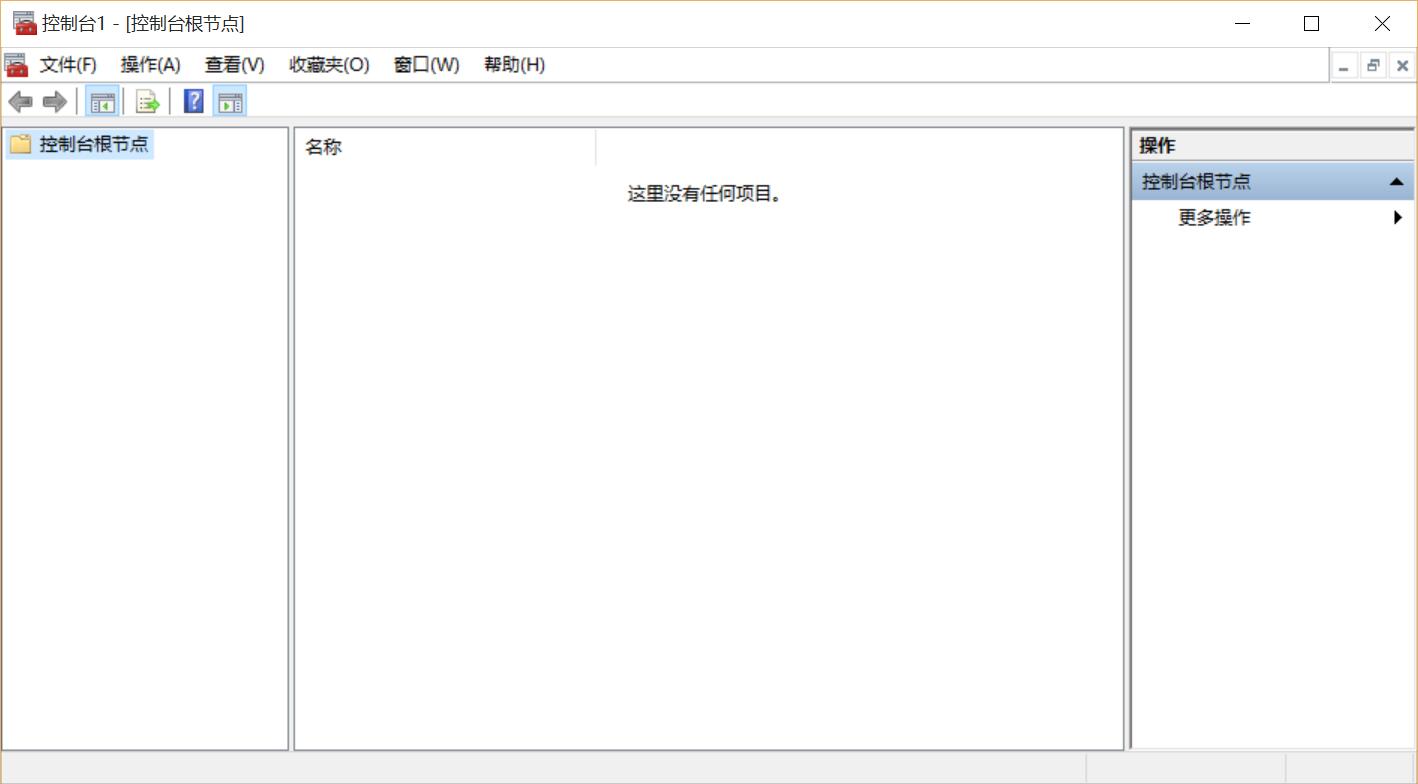 控制台1 - [控制台根节点]
文件(F) 操作(A) 查看(V) 收藏夹(O) 窗口(W) 帮助(H)
控制台根节点
名称
这里没有任何项目。
操作
控制台根节点
更多操作